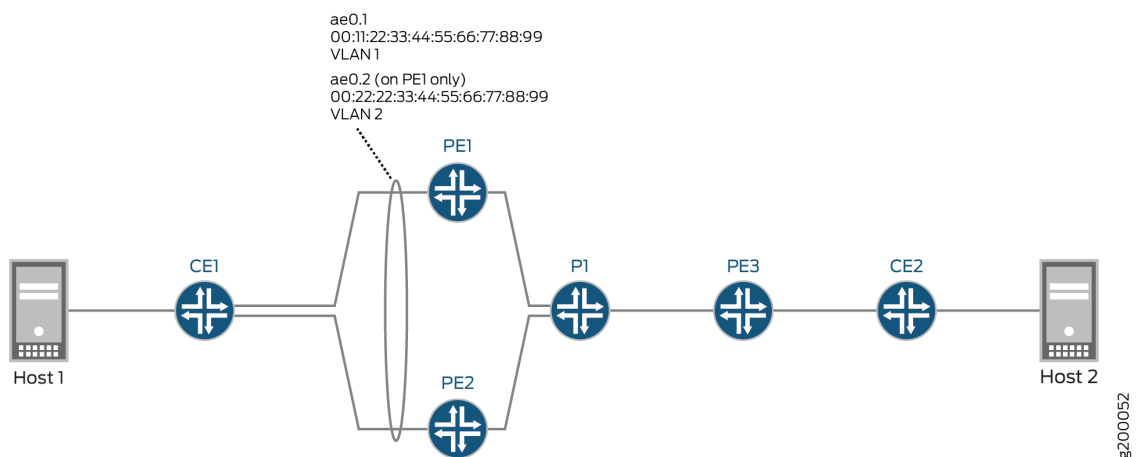 ae0.1
00:11:22:33:44:55:66:77:88:99
VLAN 1
ae0.2 (on PE1 only)
00:22:22:33:44:55:66:77:88:99
VLAN 2
PE1
CE1
P1
PE3
CE2
Host 1
PE2
Host 2
g200052